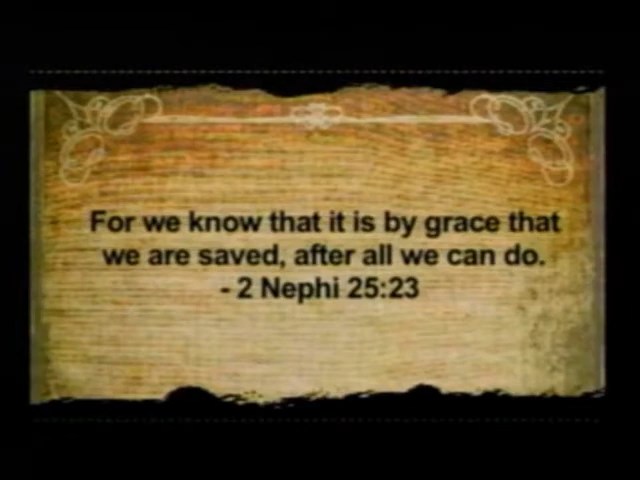 For we know that it is by grace that
we are saved, after all we can do.
- 2 Nephi 25:23